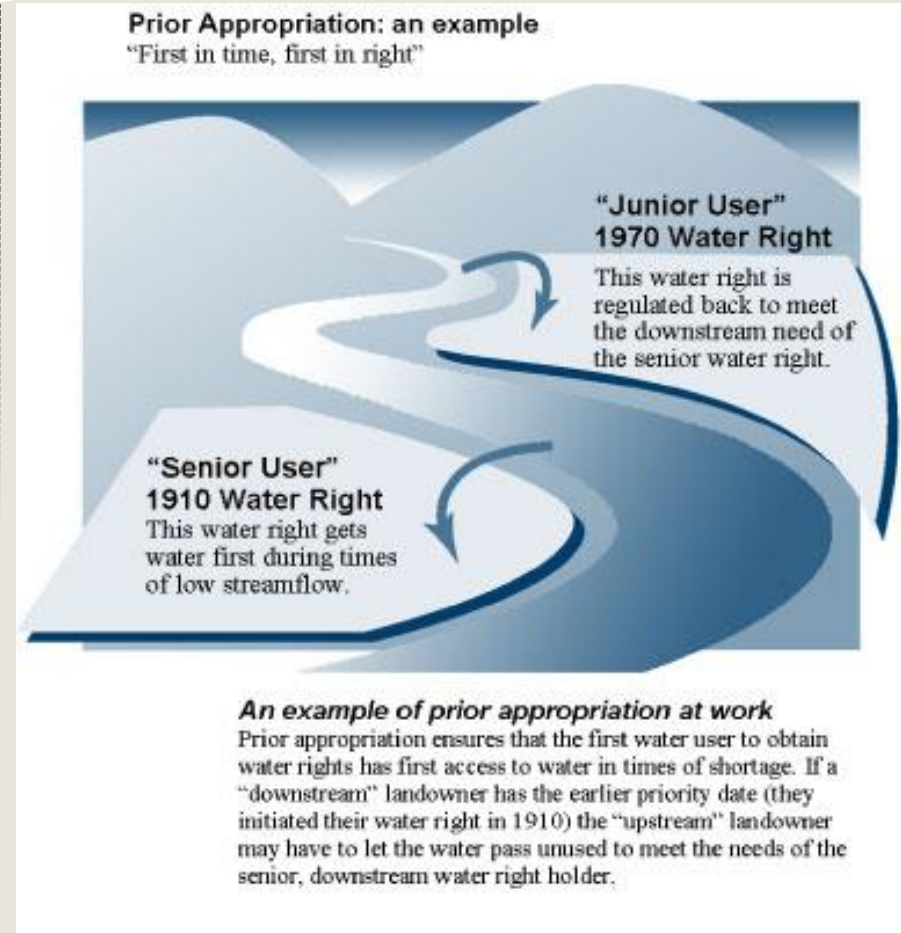 Prior Appropriation: an example
“First in time, first in right”
“Junior User”
1970 Water Right
This water right is
regulated back to meet
the downstream need of
the senior water right.
“Senior User”
1910 Water Right
This water right gets
water first during times
of low streamflow.
An example of prior appropriation at work
Prior appropriation ensures that the first water user to obtain
water rights has first access to water in times of shortage. If a
“downstream” landowner has the earlier priority date (they
initiated their water right in 1910) the “upstream” landowner
may have to let the water pass unused to meet the needs of the
senior, downstream water right holder.